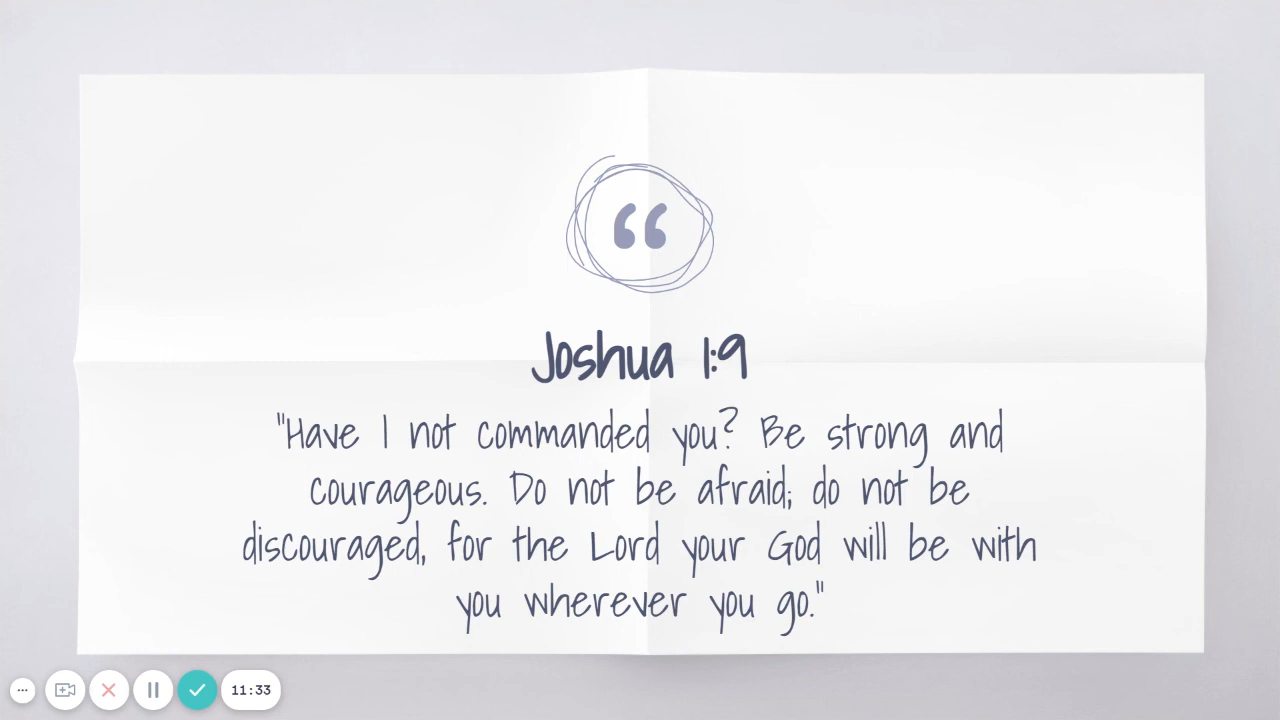 “
Joshua 1:9
"Have I not commanded you? Be strong and
courageous. Do not be afraid; do not be
discouraged, for the Lord your God will be with
you wherever you go."
11:33